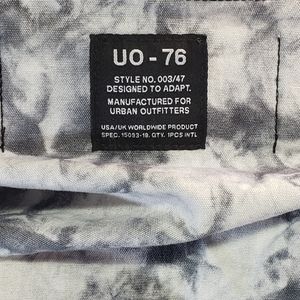 UO - 76
STYLE NO. 003/47
DESIGNED TO ADAPT.
MANUFACTURED FOR
URBAN OUTFITTERS
USA/UK WORLDWIDE PRODUCT
SPEC. 15093-19. QTY. 1PCS INTL